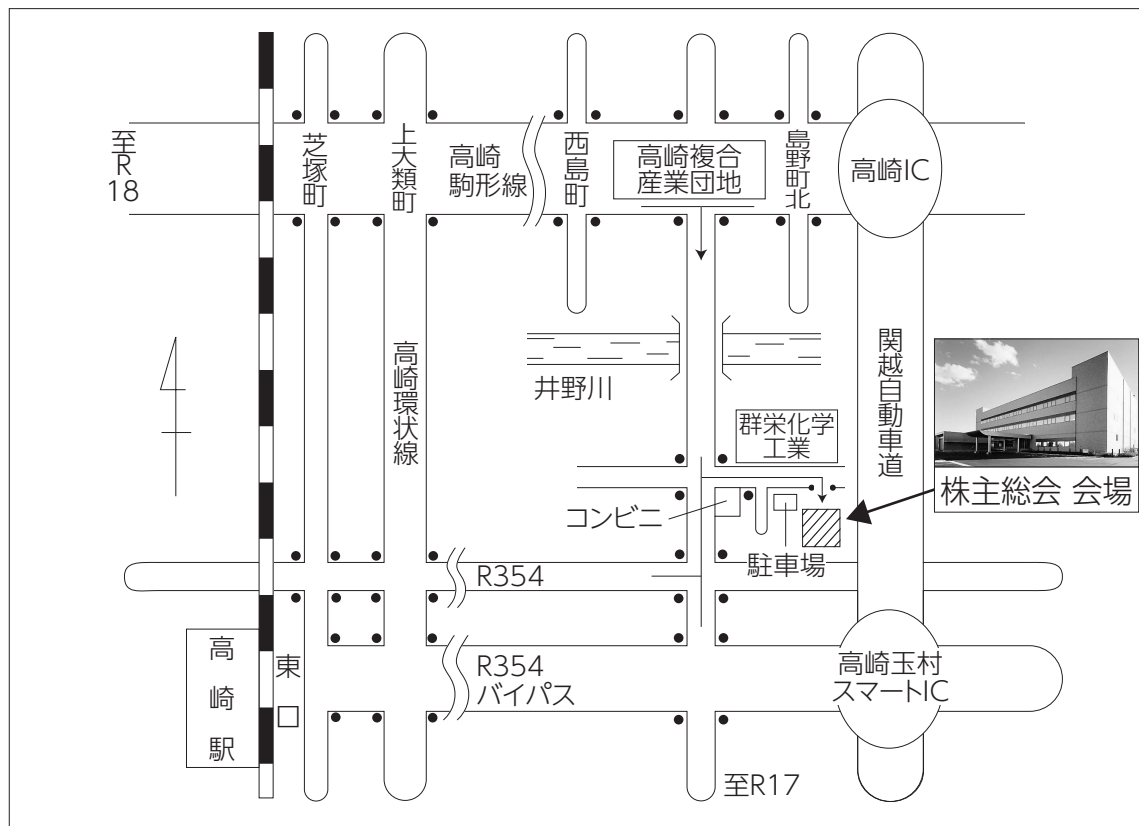 至R18
芝塚町
上大類町
高崎
駒形線
西島町
高崎複合
産業団地
島野町北
高崎IC
高崎環状線
井野川
関越自動車道
群栄化学
工業
株主総会 会場
コンビニ
駐車場
R354
高崎駅
東口
R354
バイパス
高崎玉村
スマートIC
至R17